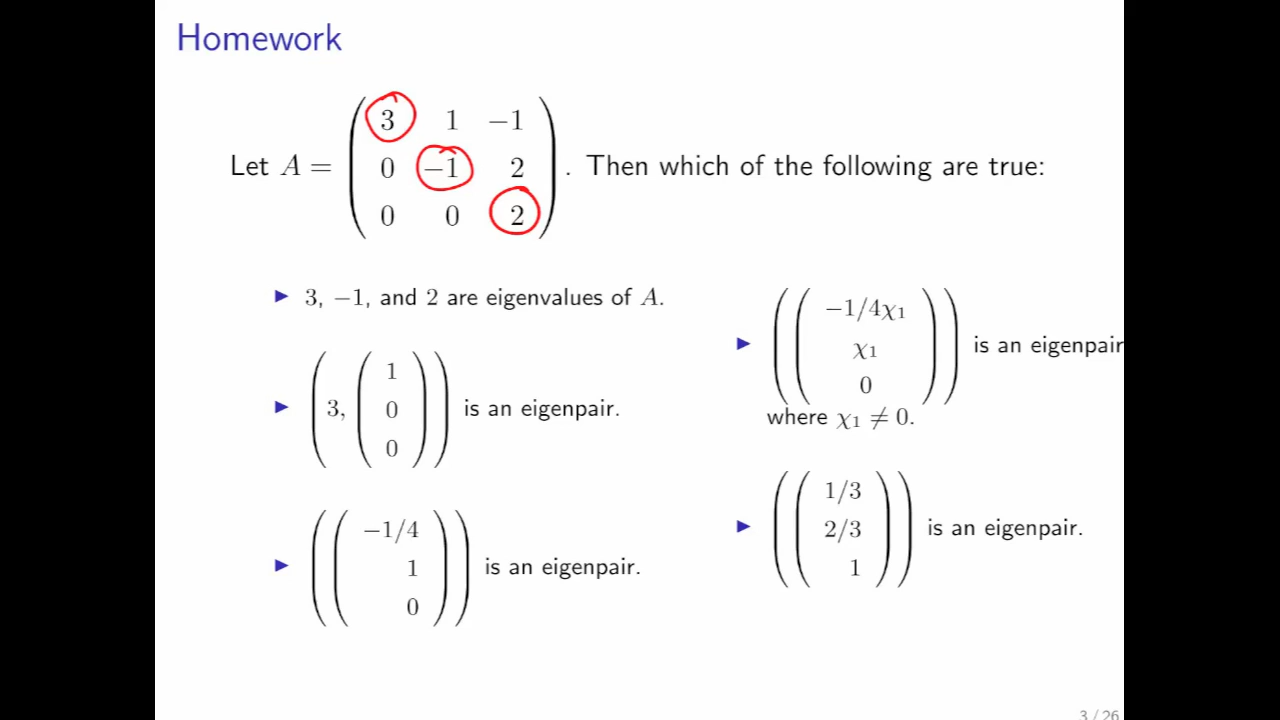 Homework
Let A = ( 3 1 −1
0 −1 2
0 0 2 ) . Then which of the following are true:
▶ 3, −1, and 2 are eigenvalues of A.
▶ ( 3, ( 1
0
0 ) ) is an eigenpair.
▶ ( ( −1/4
1
0 ) ) is an eigenpair.
▶ ( ( −1/4χ₁
χ₁
0 ) ) is an eigenpair
where χ₁ ≠ 0.
▶ ( ( 1/3
2/3
1 ) ) is an eigenpair.
3 / 26